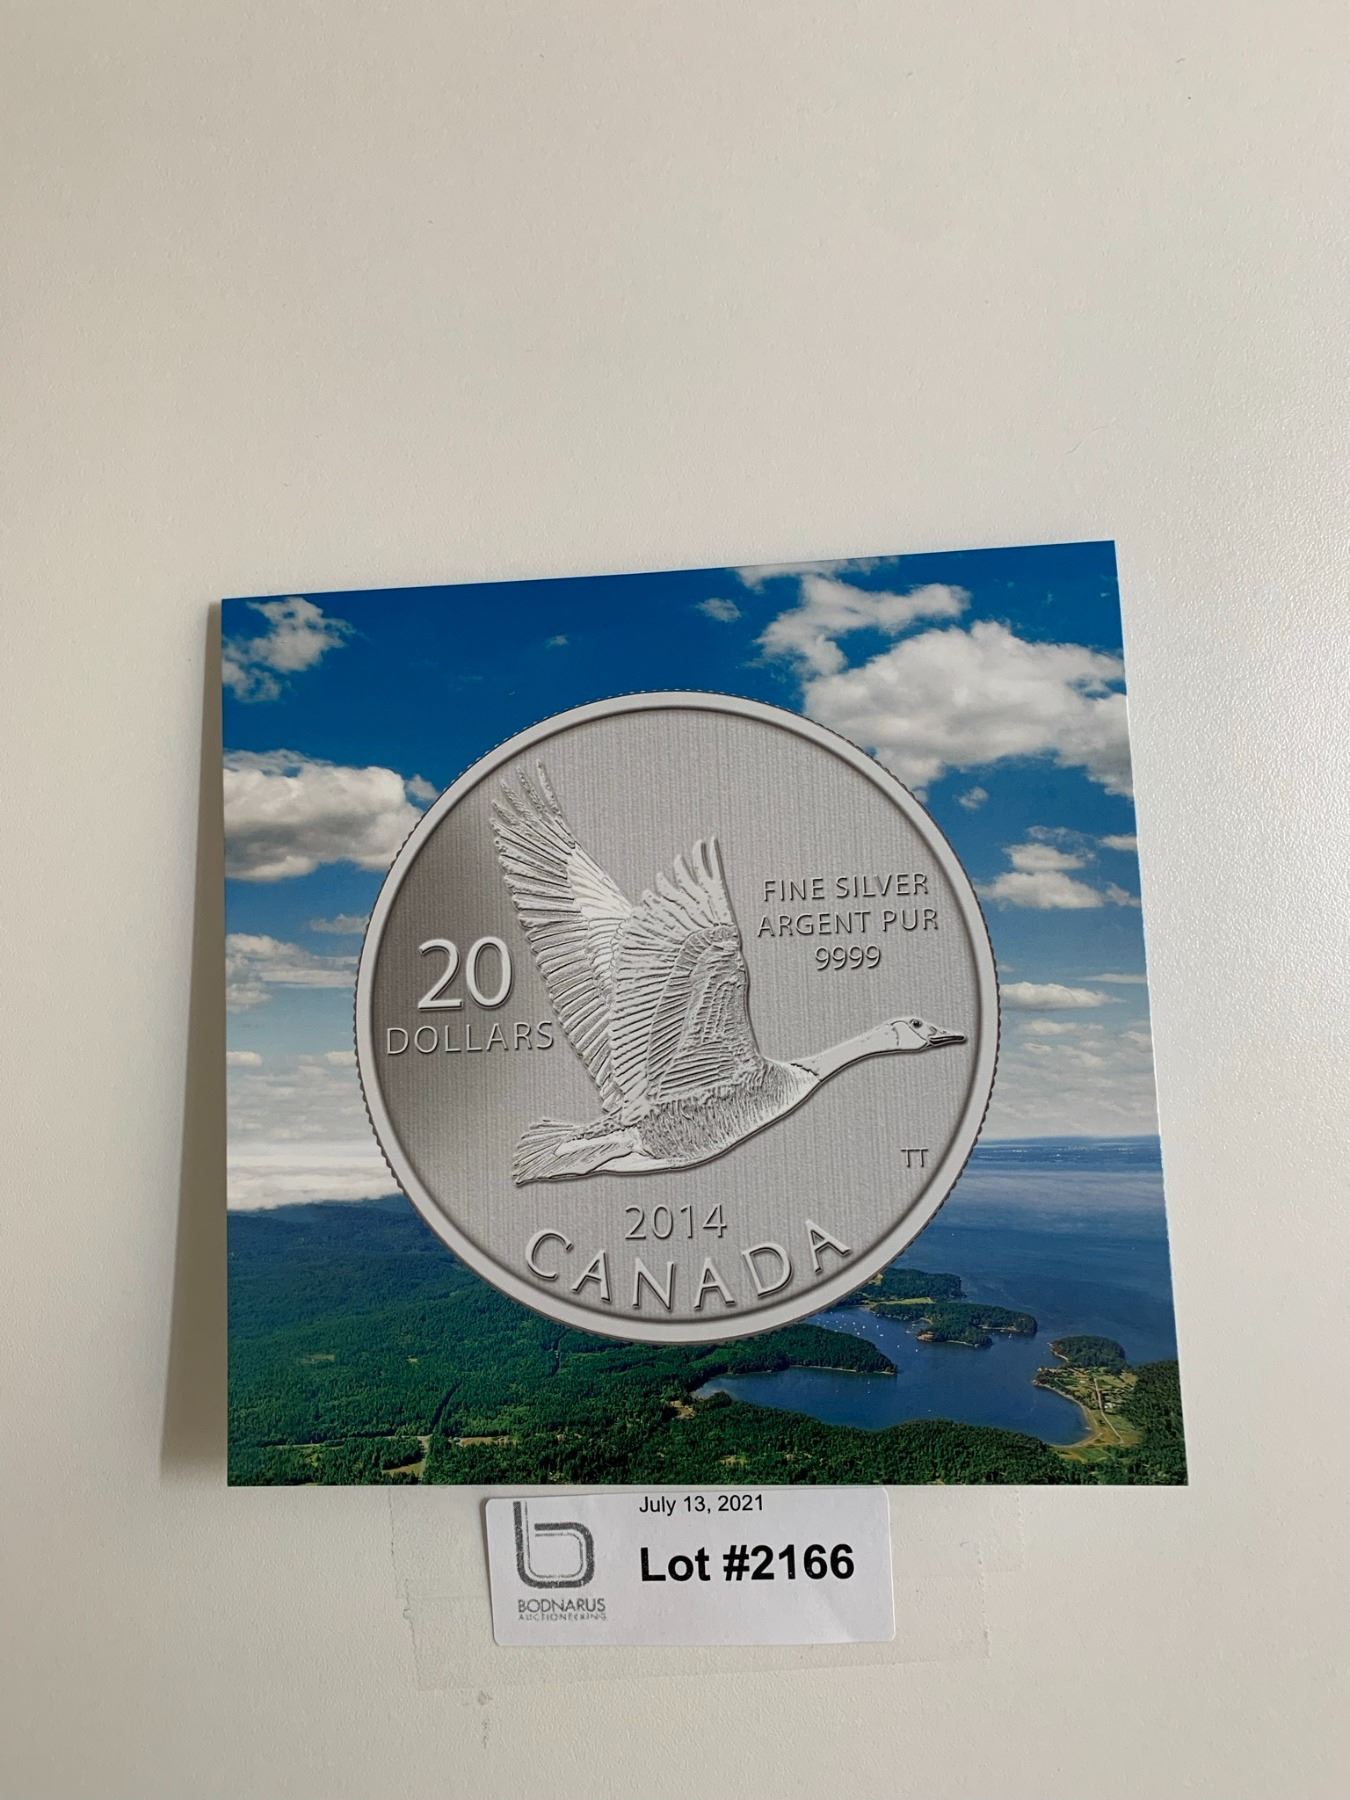 20
DOLLARS
FINE SILVER
ARGENT PUR
9999
TT
2014
CANADA
July 13, 2021
Lot #2166
b
BODNARUS
AUCTIONEERING